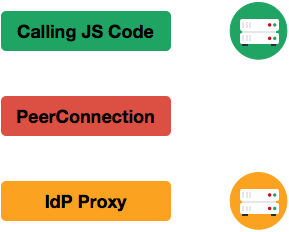 Calling JS Code
PeerConnection
IdP Proxy